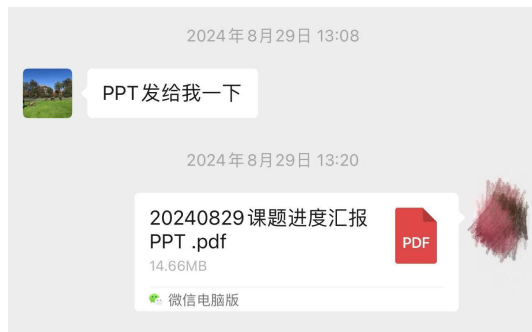 2024年8月29日 13:08
PPT发给我一下
2024年8月29日 13:20
20240829课题进度汇报
PPT .pdf
PDF
14.66MB
微信电脑版